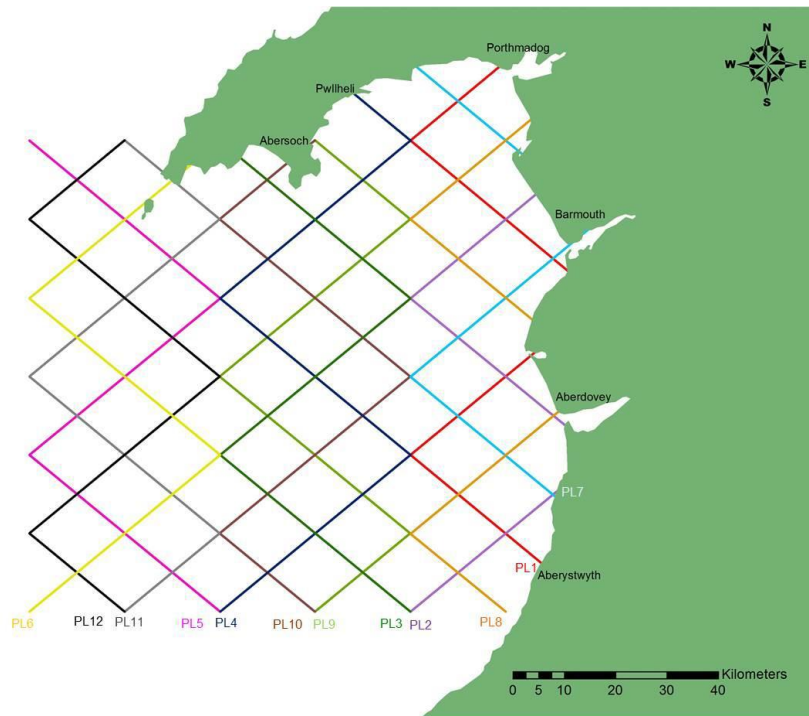 N
Porthmadog
W E
S
Pwllheli
Abersoch
Barmouth
Aberdovey
PL7
PL1
Aberystwyth
PL6 PL12 PL11 PL5 PL4 PL10 PL9 PL3 PL2 PL8
Kilometers
0 5 10 20 30 40